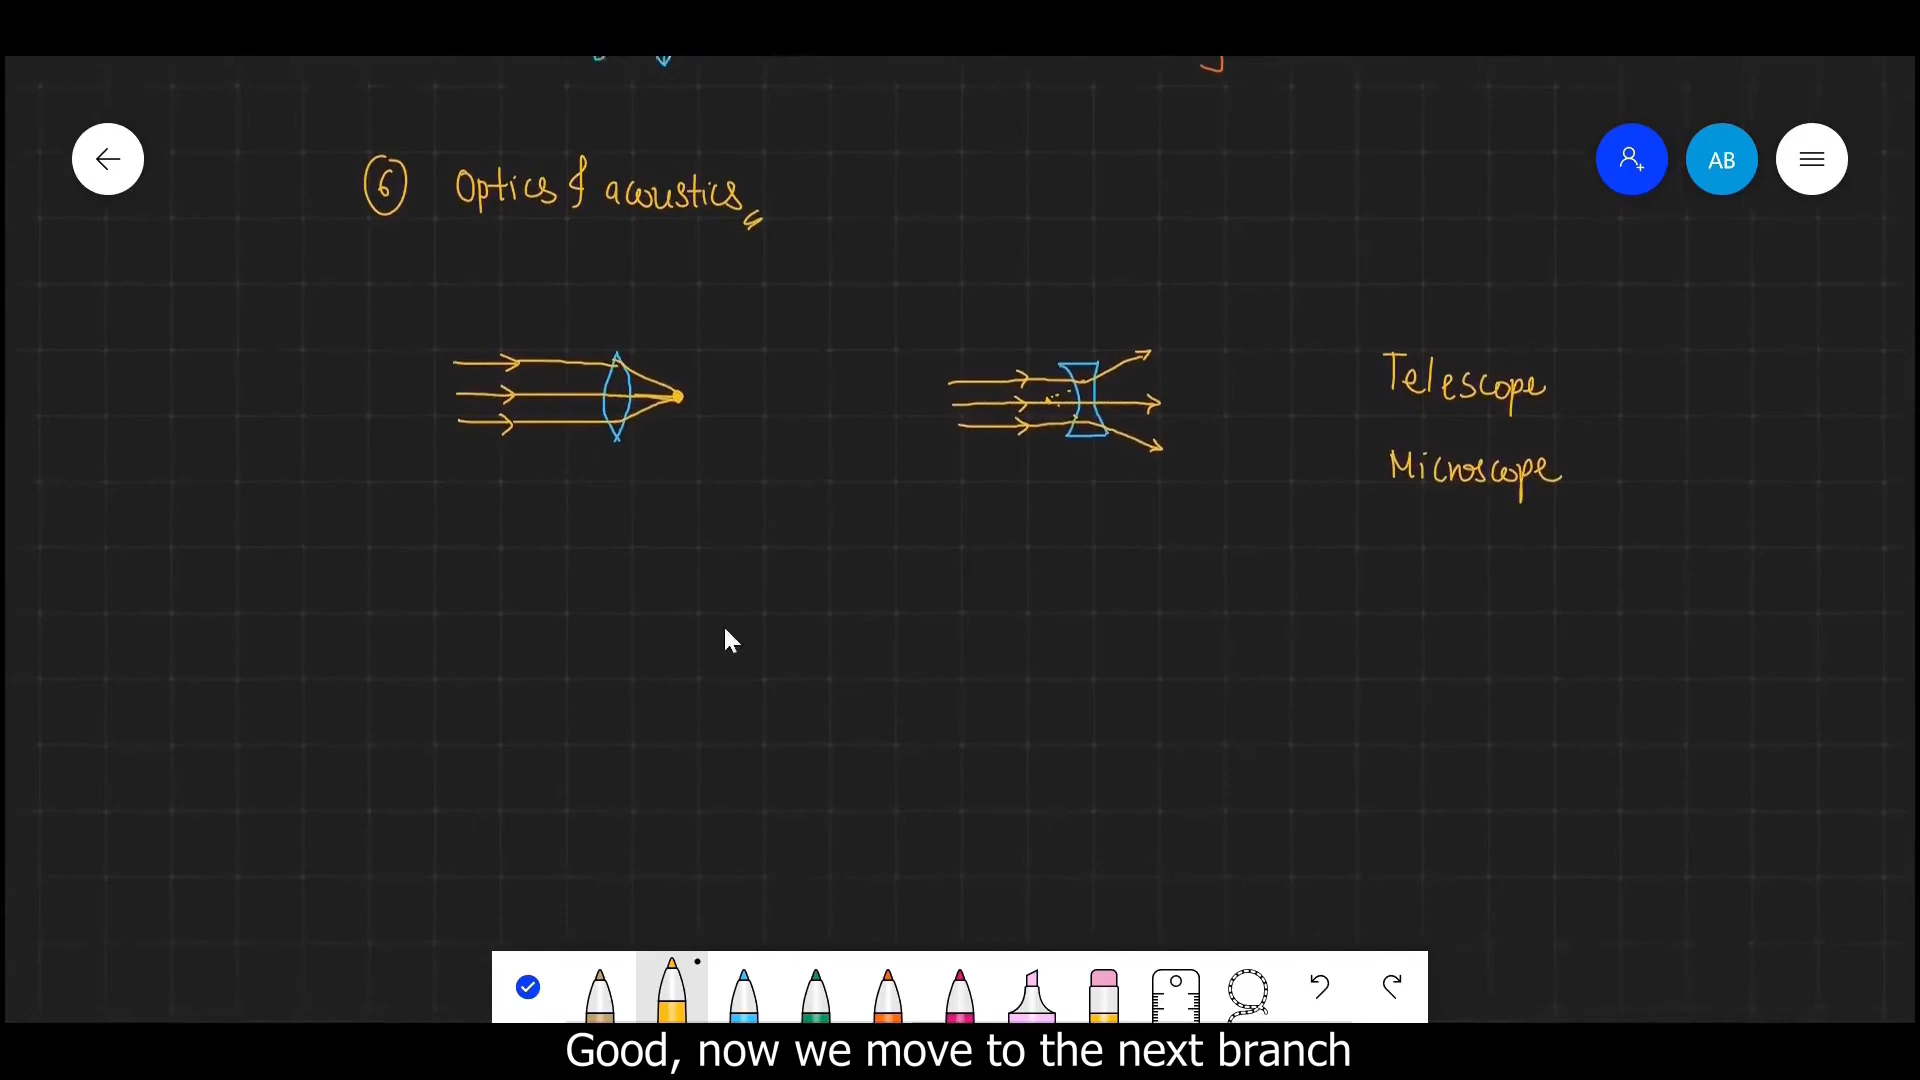 ⑥ Optics & acoustics
AB
Telescope
Microscope
Good, now we move to the next branch